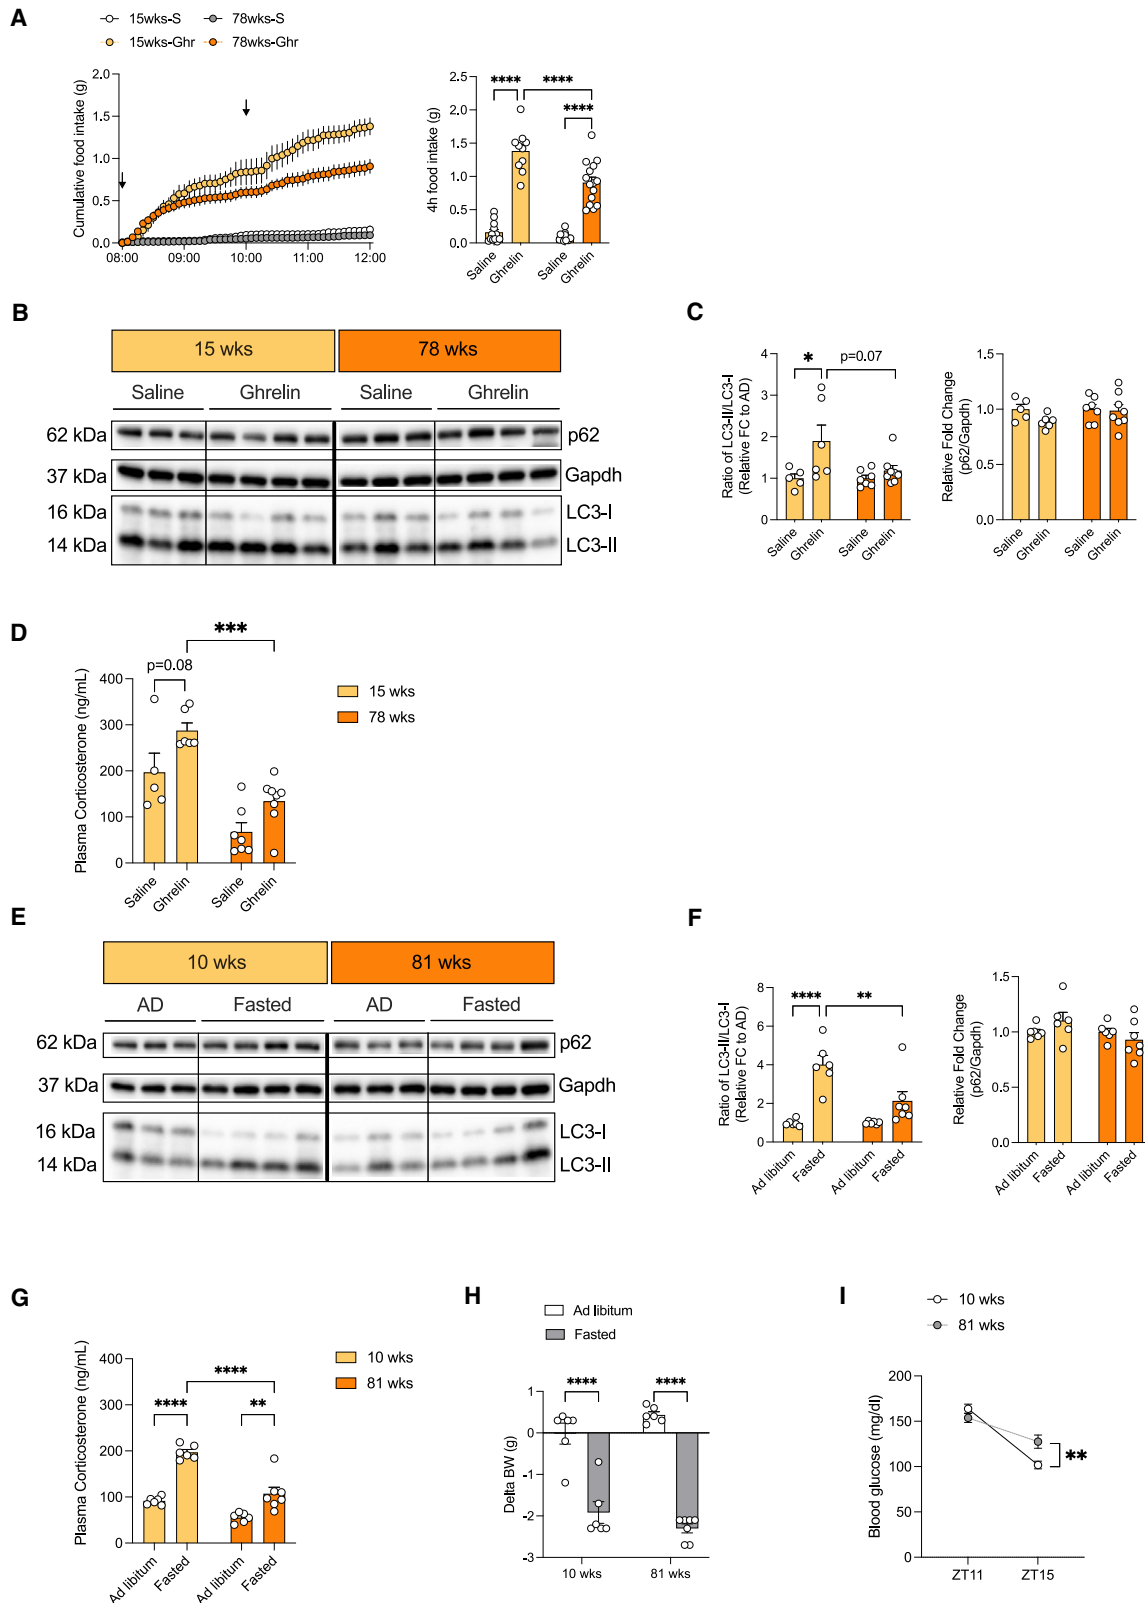 A
15wks-S
78wks-S
15wks-Ghr
78wks-Ghr
Cumulative food intake (g)
2.0
1.5
1.0
0.5
0.0
08:00
09:00
10:00
11:00
12:00
4h food intake (g)
2.5
2.0
1.5
1.0
0.5
0.0
****
****
****
Saline
Ghrelin
Saline
Ghrelin
B
15 wks
78 wks
Saline
Ghrelin
Saline
Ghrelin
62 kDa
p62
37 kDa
Gapdh
16 kDa
LC3-I
14 kDa
LC3-II
C
Ratio of LC3-II/LC3-I
(Relative FC to AD)
4
3
2
1
0
*
p=0.07
Saline
Ghrelin
Saline
Ghrelin
Relative Fold Change
(p62/Gapdh)
1.5
1.0
0.5
0.0
Saline
Ghrelin
Saline
Ghrelin
D
Plasma Corticosterone (ng/mL)
400
300
200
100
0
p=0.08
***
Saline
Ghrelin
Saline
Ghrelin
15 wks
78 wks
E
10 wks
81 wks
AD
Fasted
AD
Fasted
62 kDa
p62
37 kDa
Gapdh
16 kDa
LC3-I
14 kDa
LC3-II
F
Ratio of LC3-II/LC3-I
(Relative FC to AD)
10
8
6
4
2
0
****
**
Ad libitum
Fasted
Ad libitum
Fasted
Relative Fold Change
(p62/Gapdh)
1.5
1.0
0.5
0.0
Ad libitum
Fasted
Ad libitum
Fasted
G
Plasma Corticosterone (ng/mL)
400
300
200
100
0
****
****
**
Ad libitum
Fasted
Ad libitum
Fasted
10 wks
81 wks
H
Ad libitum
Fasted
Delta BW (g)
1
0
-1
-2
-3
****
****
10 wks
81 wks
I
10 wks
81 wks
Blood glucose (mg/dl)
200
150
100
50
0
**
ZT11
ZT15